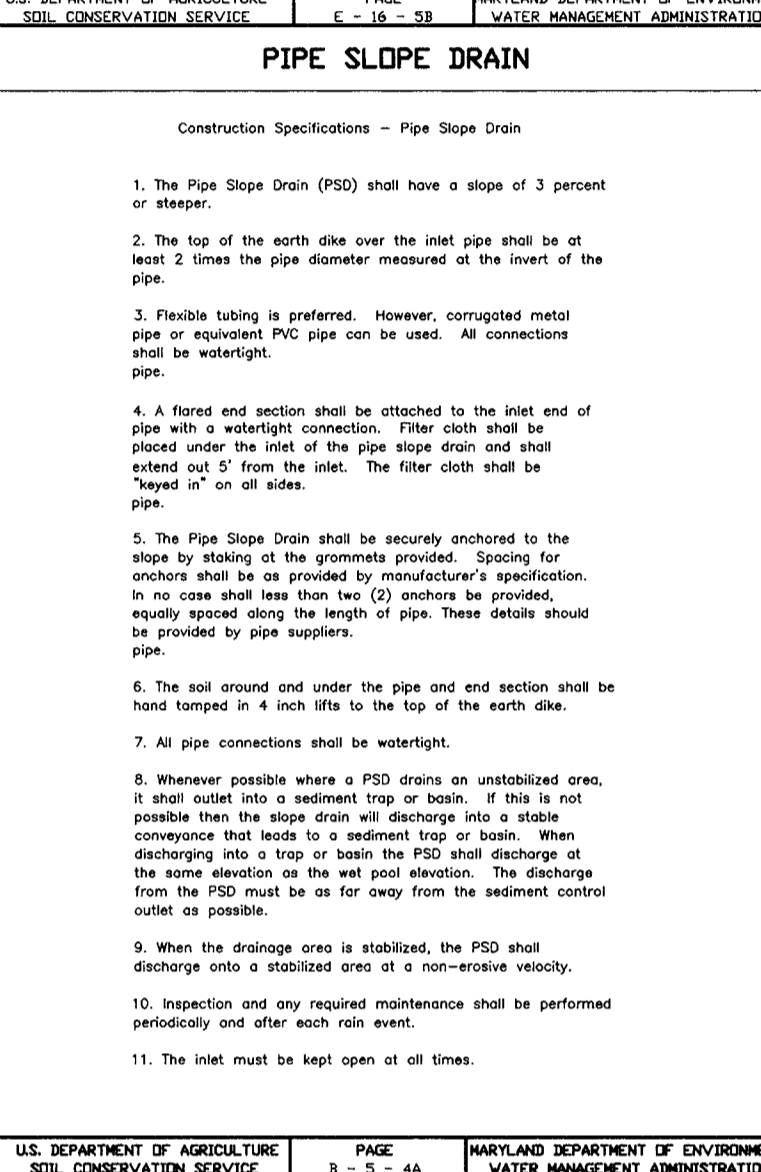 U.S. DEPARTMENT OF AGRICULTURE PAGE MARYLAND DEPARTMENT OF ENVIRONM
SOIL CONSERVATION SERVICE E - 16 - 5B WATER MANAGEMENT ADMINISTRATIO
PIPE SLOPE DRAIN
Construction Specifications - Pipe Slope Drain
1. The Pipe Slope Drain (PSD) shall have a slope of 3 percent
or steeper.
2. The top of the earth dike over the inlet pipe shall be at
least 2 times the pipe diameter measured at the invert of the
pipe.
3. Flexible tubing is preferred. However, corrugated metal
pipe or equivalent PVC pipe can be used. All connections
shall be watertight.
pipe.
4. A flared end section shall be attached to the inlet end of
pipe with a watertight connection. Filter cloth shall be
placed under the inlet of the pipe slope drain and shall
extend out 5' from the inlet. The filter cloth shall be
"keyed in" on all sides.
pipe.
5. The Pipe Slope Drain shall be securely anchored to the
slope by staking at the grommets provided. Spacing for
anchors shall be as provided by manufacturer's specification.
In no case shall less than two (2) anchors be provided,
equally spaced along the length of pipe. These details should
be provided by pipe suppliers.
pipe.
6. The soil around and under the pipe and end section shall be
hand tamped in 4 inch lifts to the top of the earth dike.
7. All pipe connections shall be watertight.
8. Whenever possible where a PSD drains an unstabilized area,
it shall outlet into a sediment trap or basin. If this is not
possible then the slope drain will discharge into a stable
conveyance that leads to a sediment trap or basin. When
discharging into a trap or basin the PSD shall discharge at
the same elevation as the wet pool elevation. The discharge
from the PSD must be as far away from the sediment control
outlet as possible.
9. When the drainage area is stabilized, the PSD shall
discharge onto a stabilized area at a non-erosive velocity.
10. Inspection and any required maintenance shall be performed
periodically and after each rain event.
11. The inlet must be kept open at all times.
U.S. DEPARTMENT OF AGRICULTURE PAGE MARYLAND DEPARTMENT OF ENVIRONME
SOIL CONSERVATION SERVICE B - 5 - 4A WATER MANAGEMENT ADMINISTRATIO